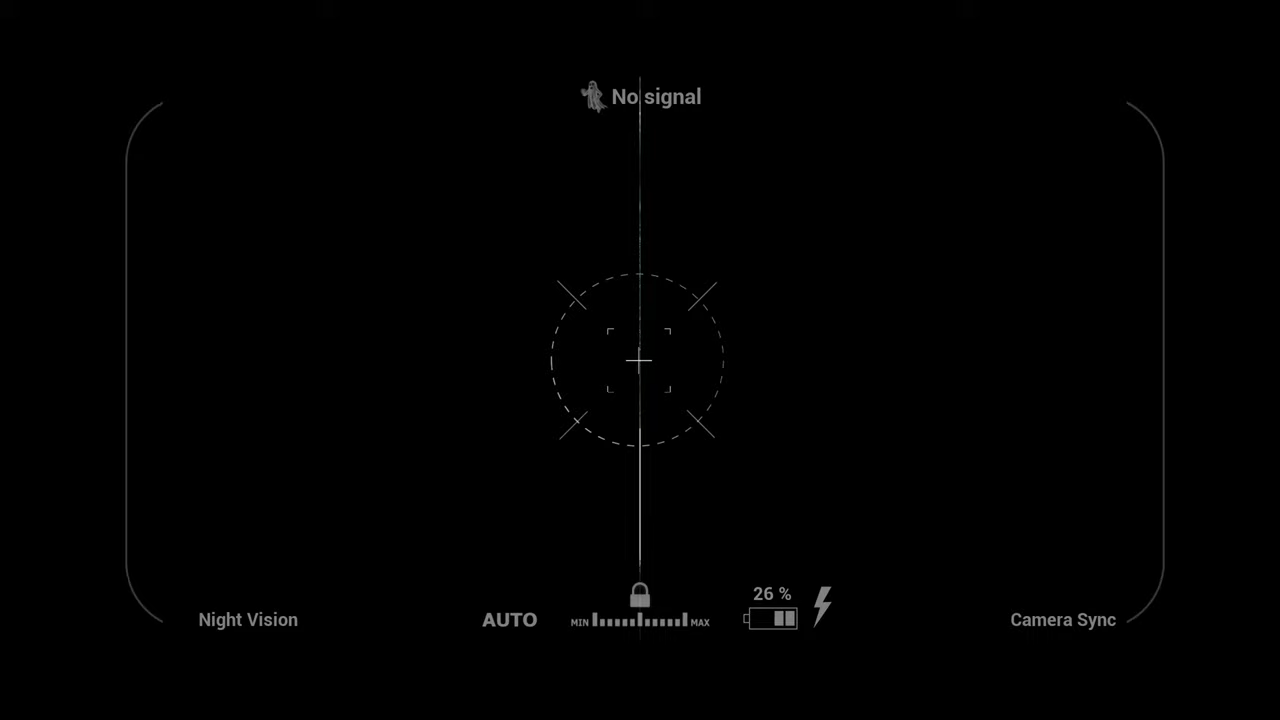 No signal
26 %
Night Vision
AUTO
MIN
MAX
Camera Sync